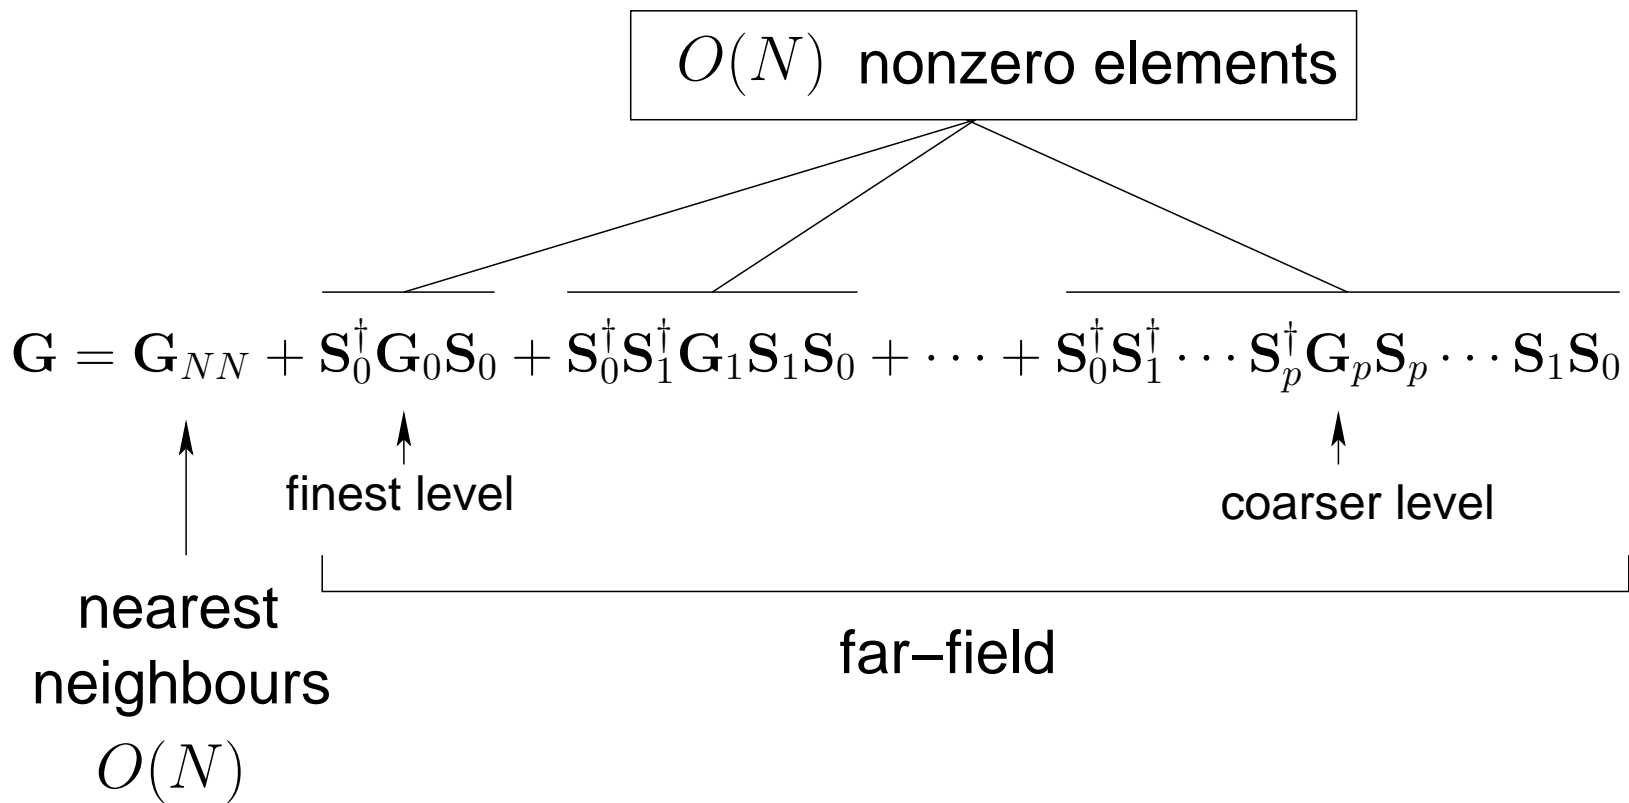 O(N) nonzero elements
G = G_{NN} + S_0^† G_0 S_0 + S_0^† S_1^† G_1 S_1 S_0 + ⋯ + S_0^† S_1^† ⋯ S_p^† G_p S_p ⋯ S_1 S_0
finest level
coarser level
nearest
neighbours
O(N)
far–field